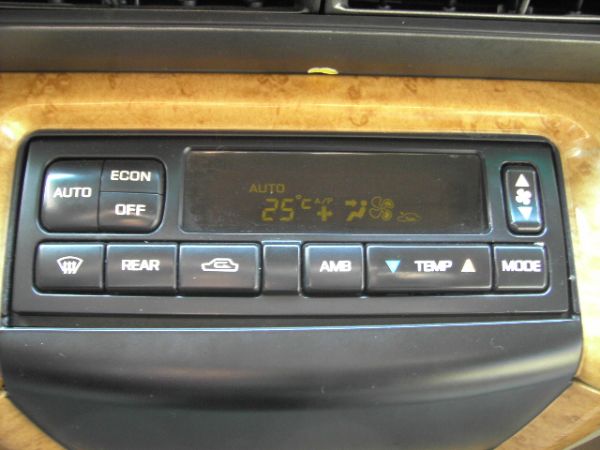 AUTO
ECON
OFF
AUTO
25°C
REAR
AMB
TEMP
MODE